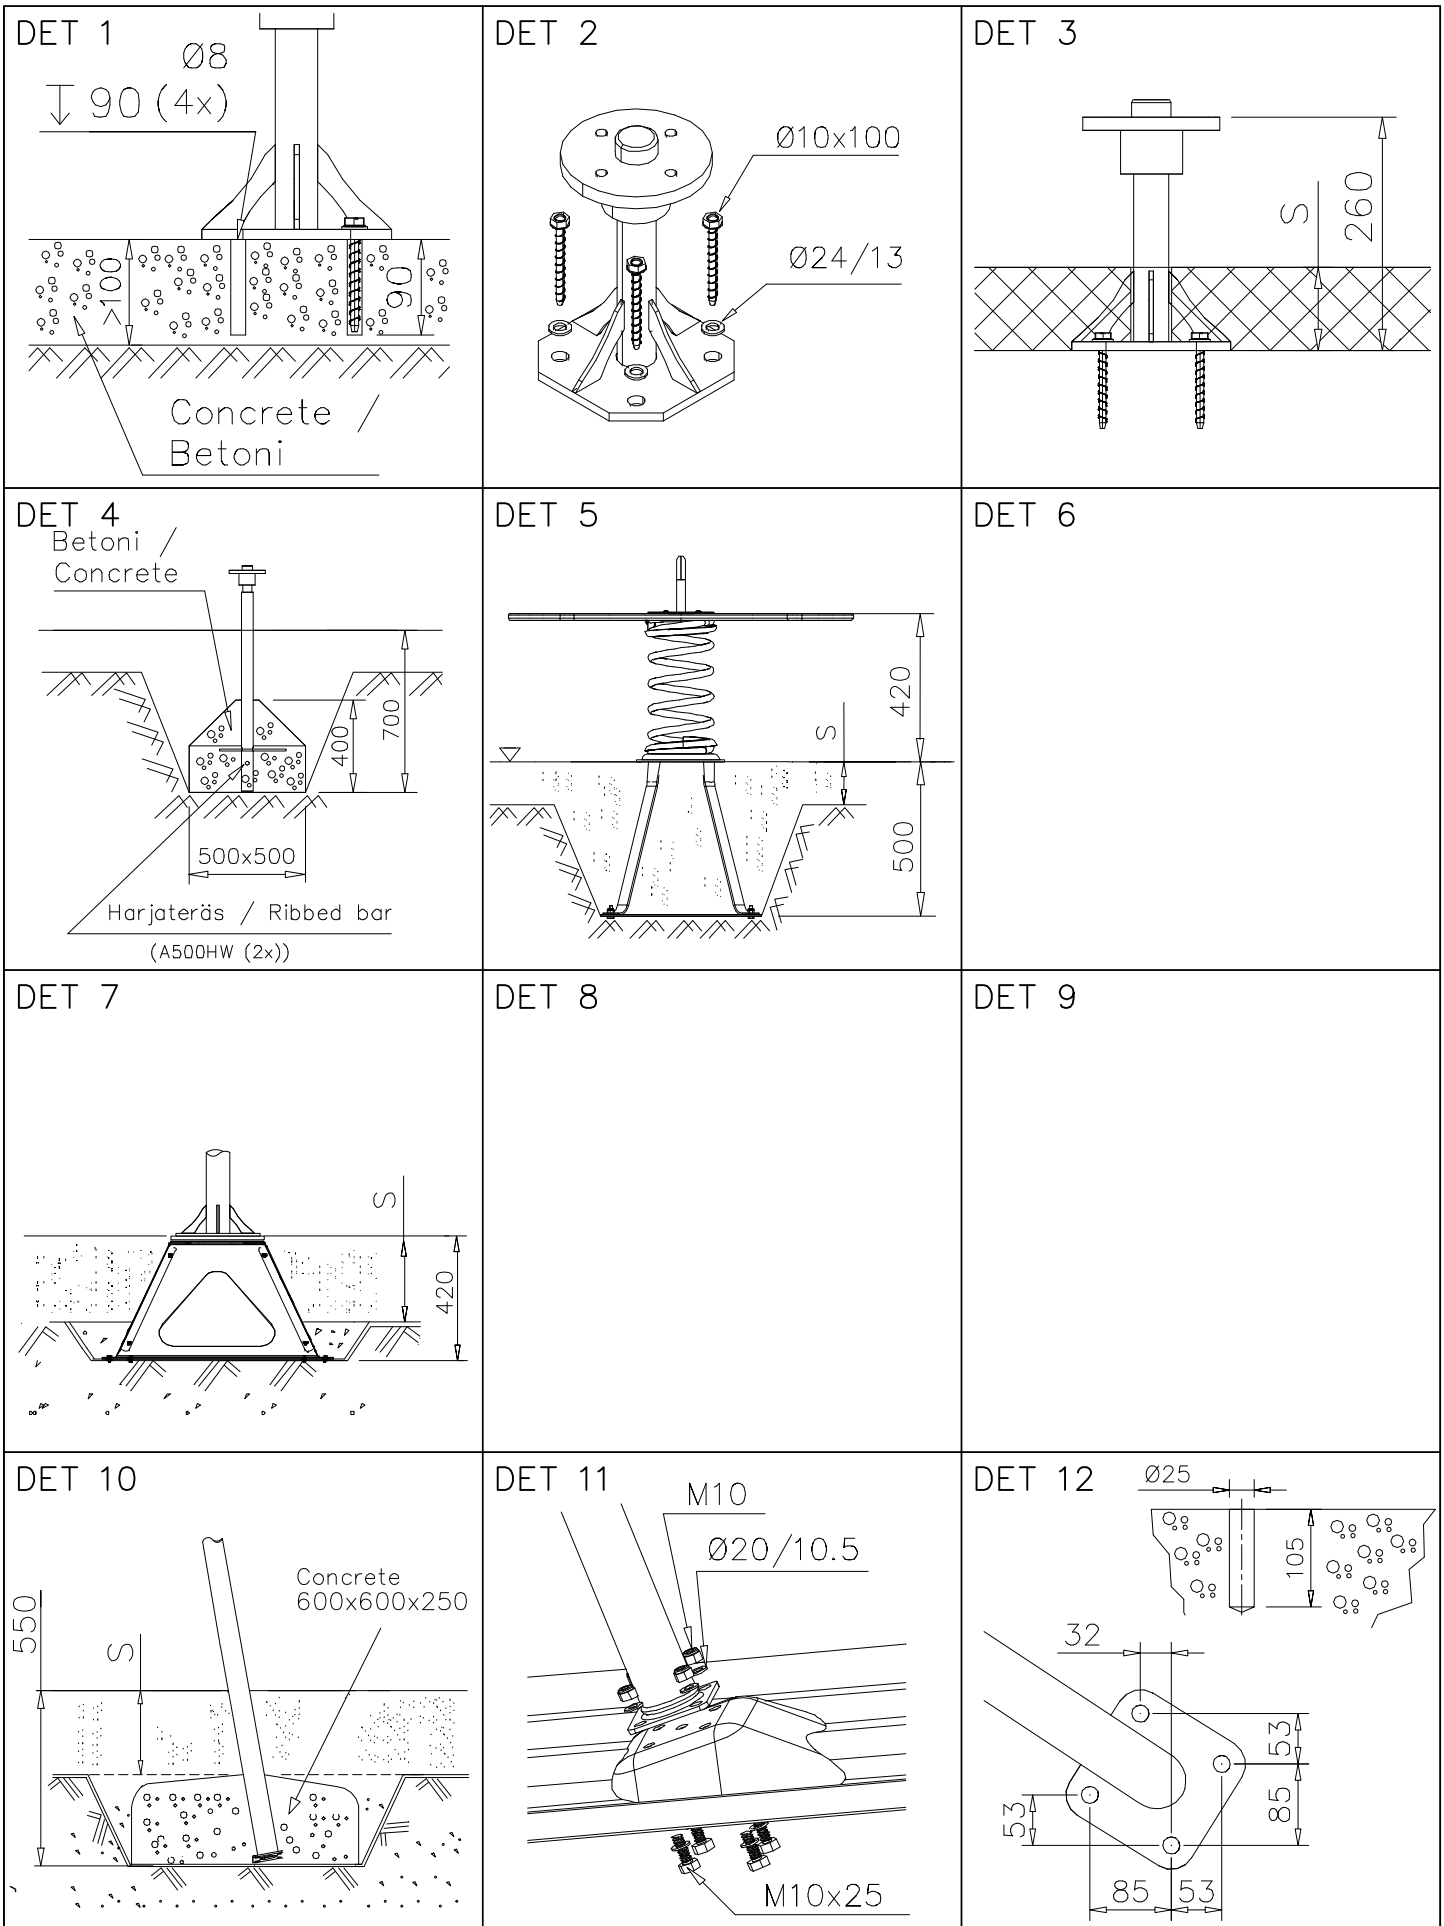 DET 1
Ø8
↧ 90 (4x)
>100
90
Concrete /
Betoni
DET 2
Ø10x100
Ø24/13
DET 3
S
260
DET 4
Betoni /
Concrete
400
700
500x500
Harjateräs / Ribbed bar
(A500HW (2x))
DET 5
420
S
500
DET 6
DET 7
S
420
DET 8
DET 9
DET 10
Concrete
600x600x250
550
S
DET 11
M10
Ø20/10.5
M10x25
DET 12
Ø25
105
32
53
85
53
85
53